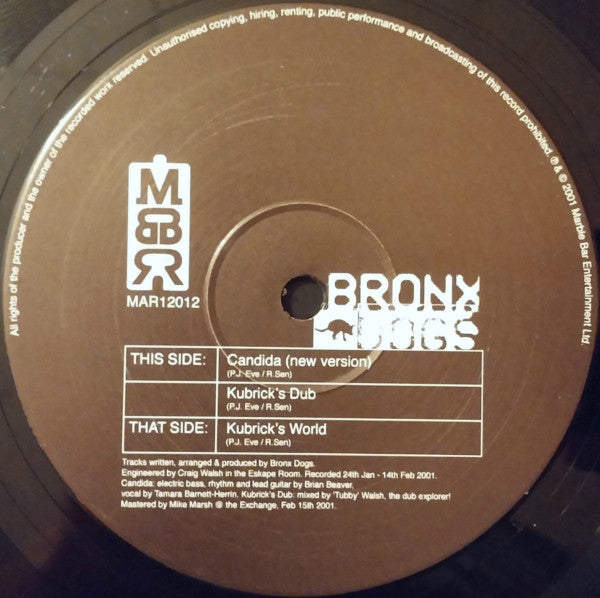 All rights of the producer and the owner of the recorded work reserved. Unauthorised copying, hiring, renting, public performance and broadcasting of this record prohibited. ℗ & © 2001 Marble Bar Entertainment Ltd.
MBR
MAR12012
BRONX
DOGS
THIS SIDE: Candida (new version)
(P.J. Eve / R.Sen)
Kubrick's Dub
(P.J. Eve / R.Sen)
THAT SIDE: Kubrick's World
(P.J. Eve / R.Sen)
Tracks written, arranged & produced by Bronx Dogs.
Engineered by Craig Walsh in the Eskape Room. Recorded 24th Jan - 14th Feb 2001.
Candida: electric bass, rhythm and lead guitar by Brian Beaver,
vocal by Tamara Barnett-Herrin. Kubrick's Dub: mixed by 'Tubby' Walsh, the dub explorer!
Mastered by Mike Marsh @ the Exchange, Feb 15th 2001.